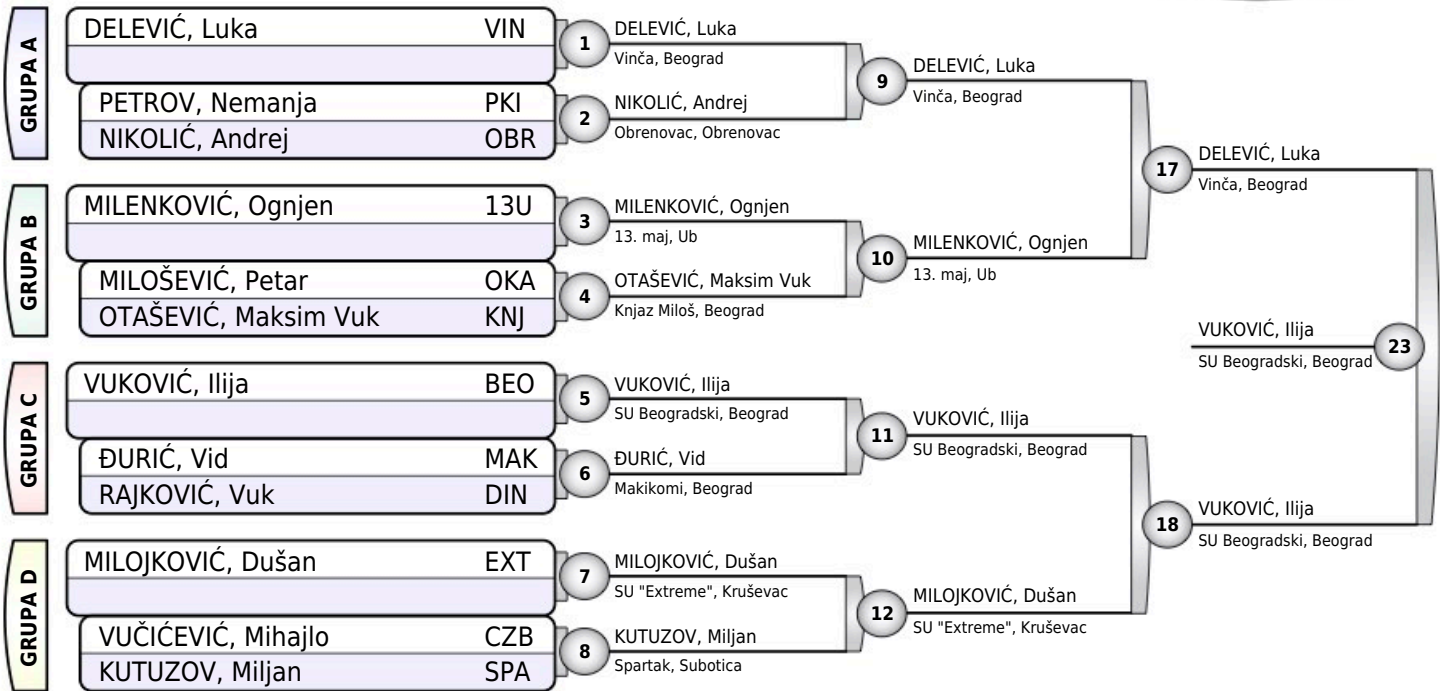 GRUPA A
DELEVIĆ, Luka VIN
PETROV, Nemanja PKI
NIKOLIĆ, Andrej OBR
GRUPA B
MILENKOVIĆ, Ognjen 13U
MILOŠEVIĆ, Petar OKA
OTAŠEVIĆ, Maksim Vuk KNJ
GRUPA C
VUKOVIĆ, Ilija BEO
ĐURIĆ, Vid MAK
RAJKOVIĆ, Vuk DIN
GRUPA D
MILOJKOVIĆ, Dušan EXT
VUČIĆEVIĆ, Mihajlo CZB
KUTUZOV, Miljan SPA
1
DELEVIĆ, Luka
Vinča, Beograd
2
NIKOLIĆ, Andrej
Obrenovac, Obrenovac
3
MILENKOVIĆ, Ognjen
13. maj, Ub
4
OTAŠEVIĆ, Maksim Vuk
Knjaz Miloš, Beograd
5
VUKOVIĆ, Ilija
SU Beogradski, Beograd
6
ĐURIĆ, Vid
Makikomi, Beograd
7
MILOJKOVIĆ, Dušan
SU "Extreme", Kruševac
8
KUTUZOV, Miljan
Spartak, Subotica
9
DELEVIĆ, Luka
Vinča, Beograd
10
MILENKOVIĆ, Ognjen
13. maj, Ub
11
VUKOVIĆ, Ilija
SU Beogradski, Beograd
12
MILOJKOVIĆ, Dušan
SU "Extreme", Kruševac
17
DELEVIĆ, Luka
Vinča, Beograd
18
VUKOVIĆ, Ilija
SU Beogradski, Beograd
VUKOVIĆ, Ilija
SU Beogradski, Beograd
23